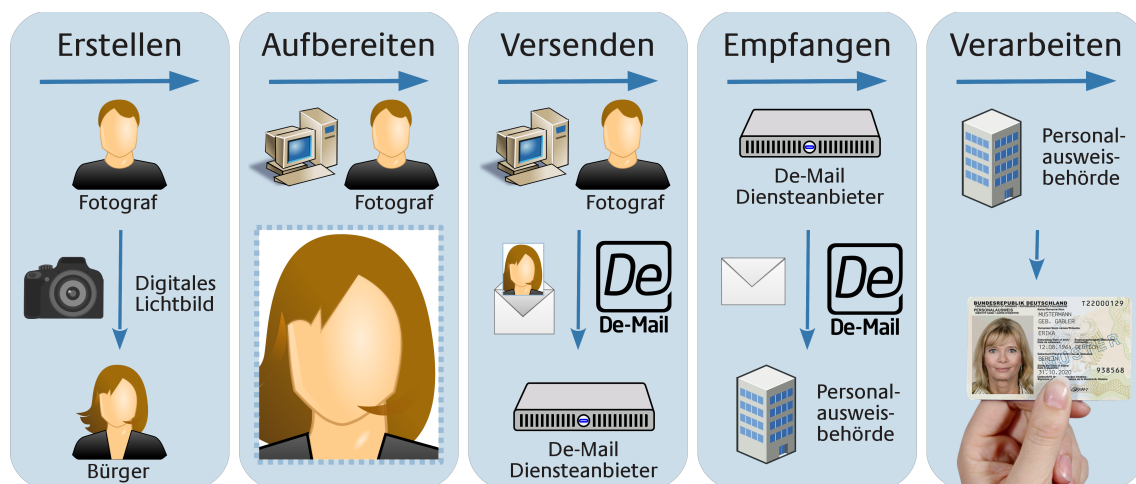 Erstellen
Fotograf
Digitales
Lichtbild
Bürger
Aufbereiten
Fotograf
Versenden
Fotograf
De
De-Mail
De-Mail
Diensteanbieter
Empfangen
De-Mail
Diensteanbieter
De
De-Mail
Personal-
ausweis-
behörde
Verarbeiten
Personal-
ausweis-
behörde
BUNDESREPUBLIK DEUTSCHLAND T22000129
PERSONALAUSWEIS
MUSTERMANN
GEB. GABLER
ERIKA
12.08.1964 DEUTSCH
BERLIN
31.10.2020 938568
MUSTER